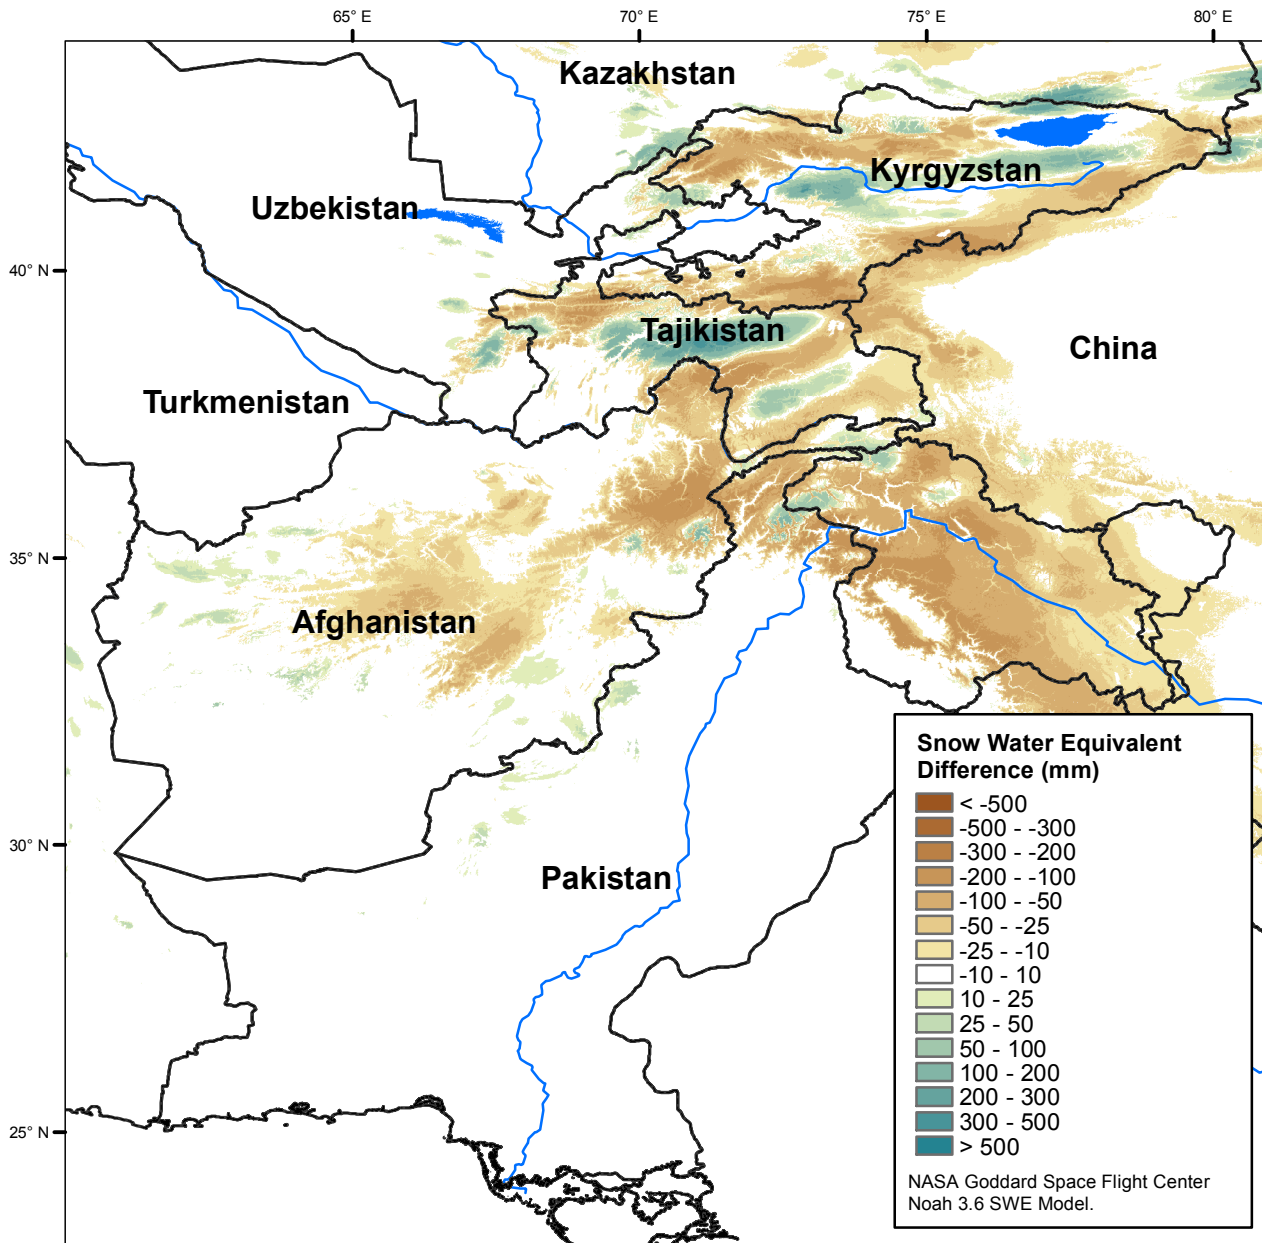 65° E
70° E
75° E
80° E
Kazakhstan
Kyrgyzstan
Uzbekistan
40° N
Tajikistan
China
Turkmenistan
35° N
Afghanistan
Snow Water Equivalent
Difference (mm)
< -500
-500 - -300
-300 - -200
-200 - -100
-100 - -50
-50 - -25
-25 - -10
-10 - 10
10 - 25
25 - 50
50 - 100
100 - 200
200 - 300
300 - 500
> 500
NASA Goddard Space Flight Center
Noah 3.6 SWE Model.
30° N
Pakistan
25° N